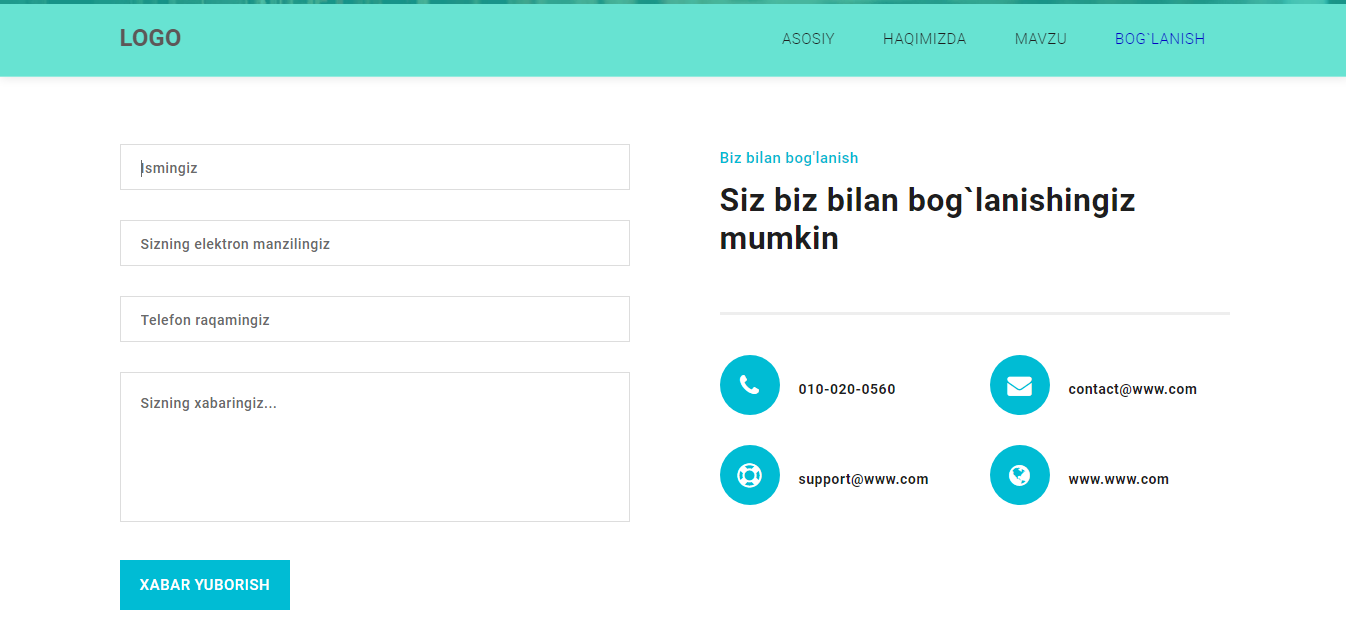 LOGO
ASOSIY
HAQIMIZDA
MAVZU
BOG`LANISH
Ismingiz
Sizning elektron manzilingiz
Telefon raqamingiz
Sizning xabaringiz...
XABAR YUBORISH
Biz bilan bog'lanish
Siz biz bilan bog`lanishingiz
mumkin
010-020-0560
contact@www.com
support@www.com
www.www.com